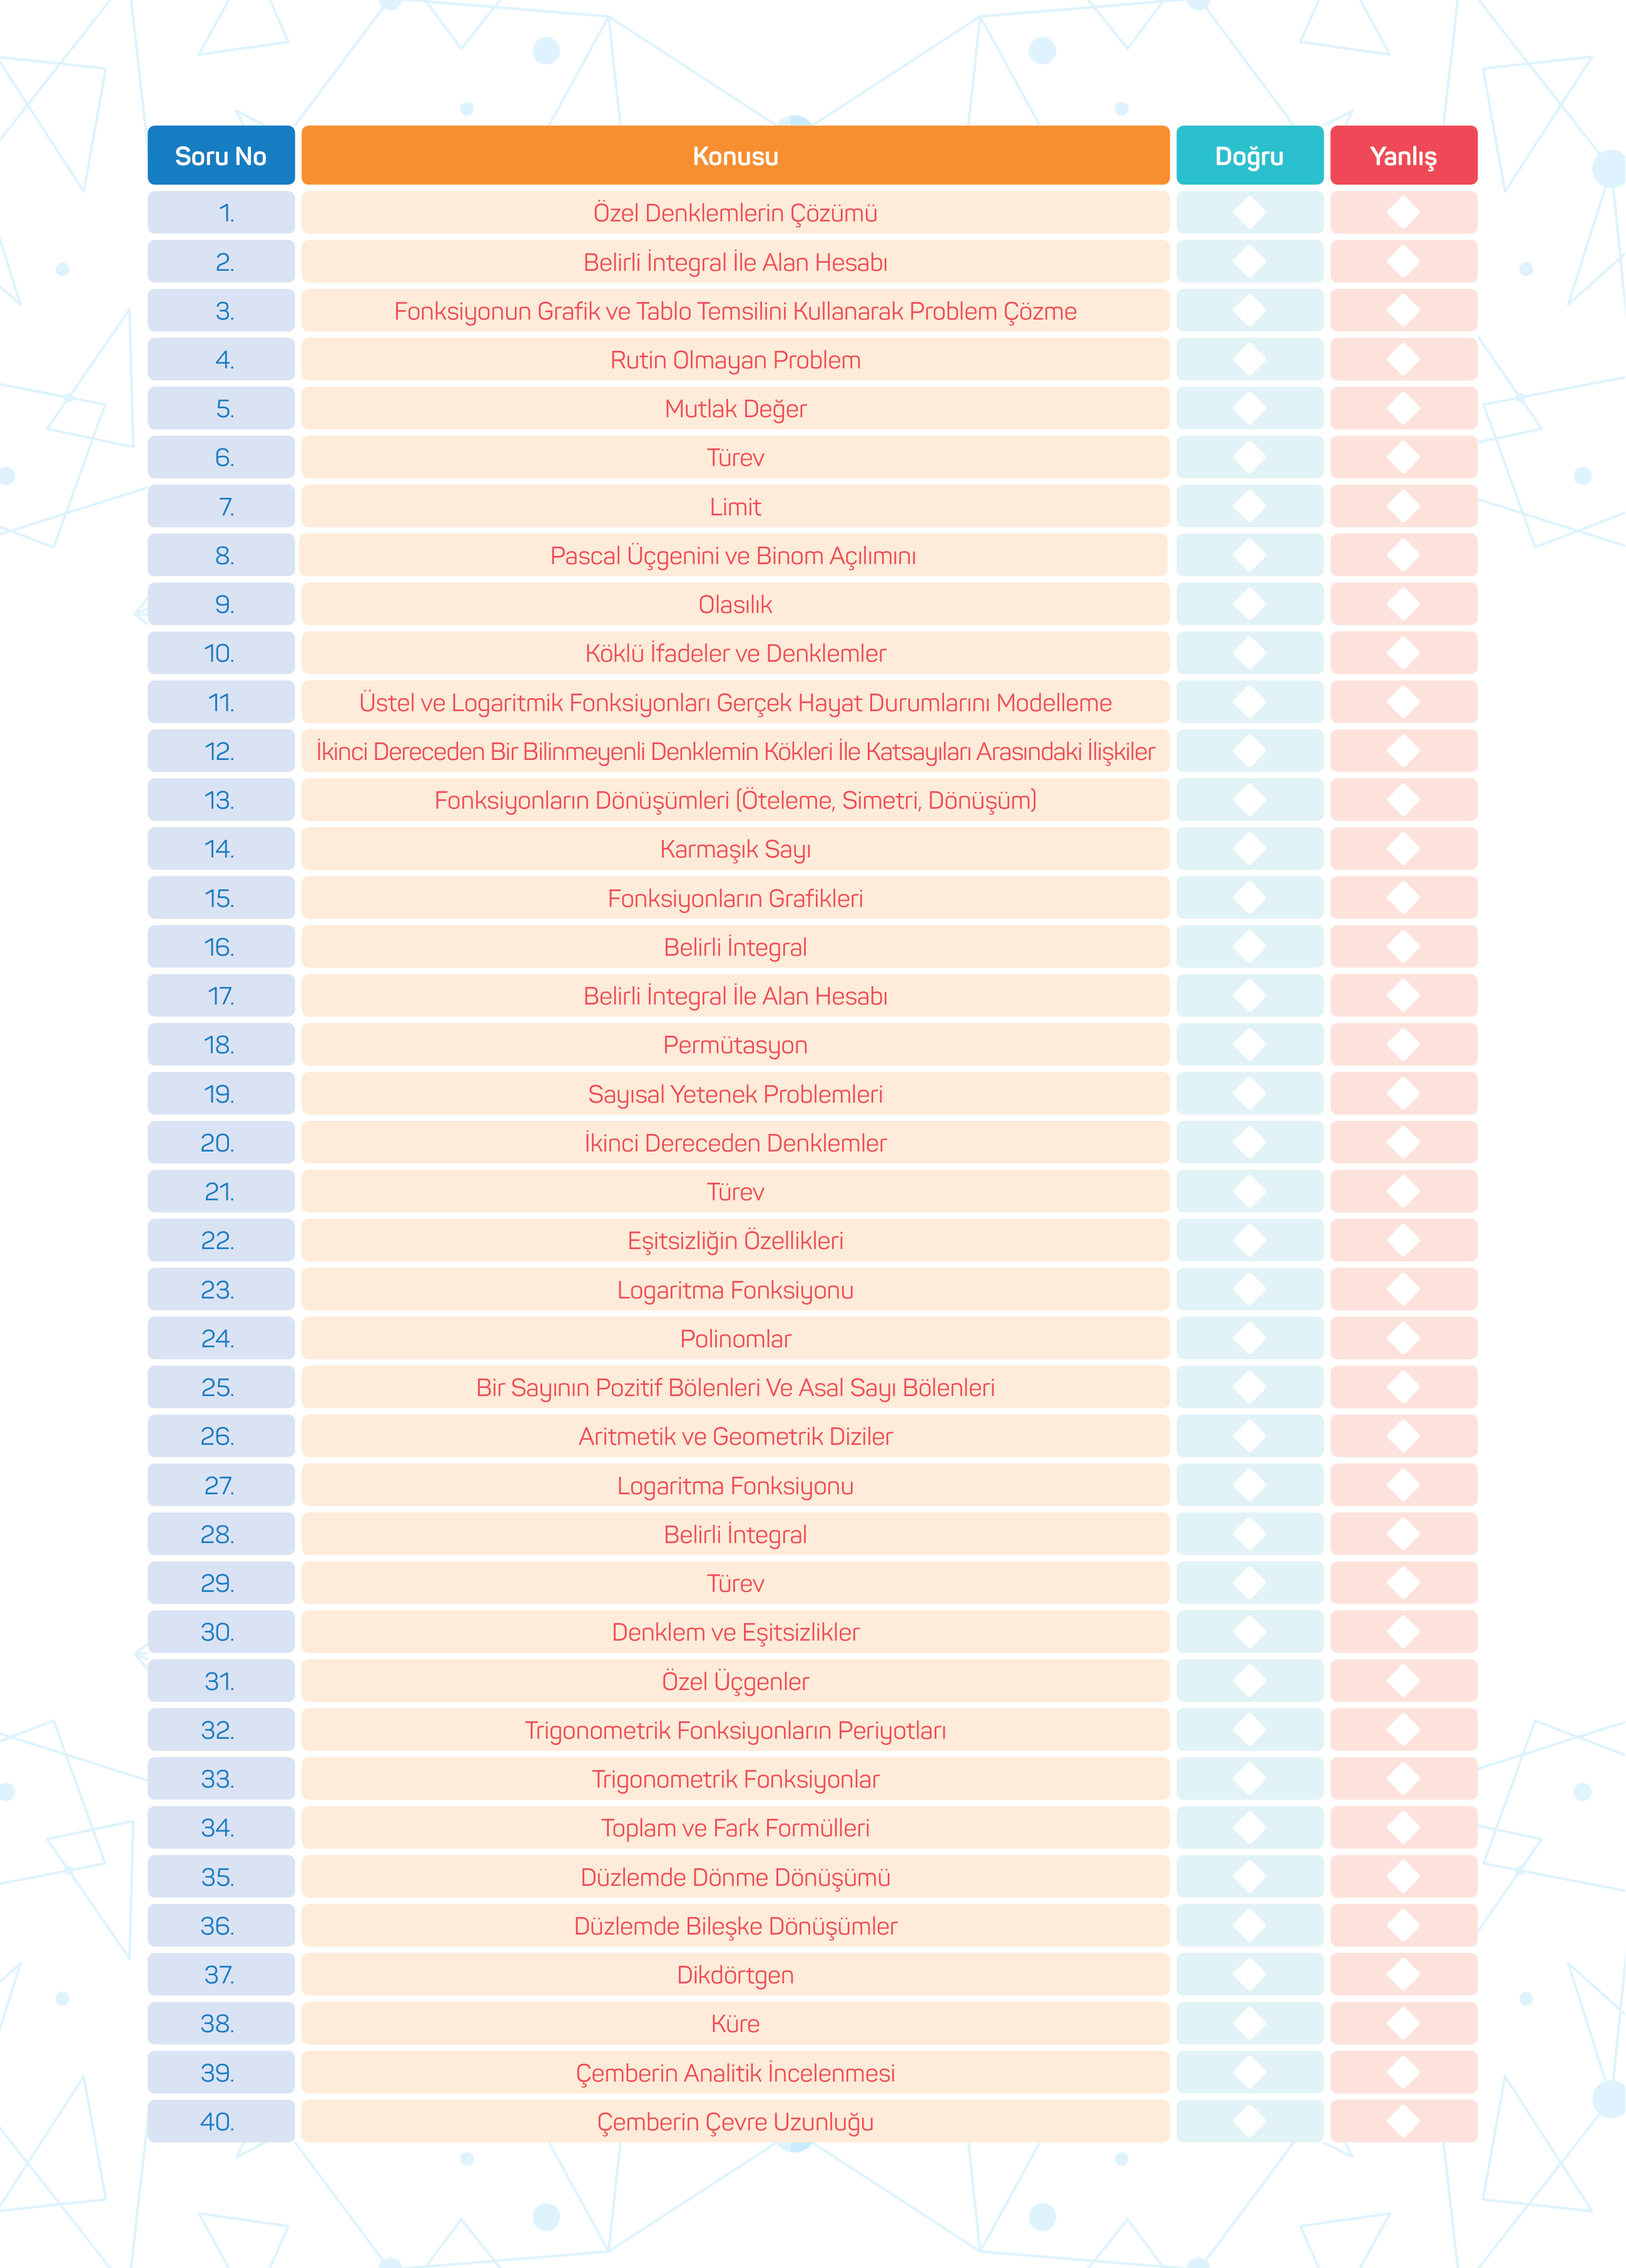 Soru No Konusu Doğru Yanlış
1. Özel Denklemlerin Çözümü
2. Belirli İntegral İle Alan Hesabı
3. Fonksiyonun Grafik ve Tablo Temsilini Kullanarak Problem Çözme
4. Rutin Olmayan Problem
5. Mutlak Değer
6. Türev
7. Limit
8. Pascal Üçgenini ve Binom Açılımını
9. Olasılık
10. Köklü İfadeler ve Denklemler
11. Üstel ve Logaritmik Fonksiyonları Gerçek Hayat Durumlarını Modelleme
12. İkinci Dereceden Bir Bilinmeyenli Denklemin Kökleri İle Katsayıları Arasındaki İlişkiler
13. Fonksiyonların Dönüşümleri (Öteleme, Simetri, Dönüşüm)
14. Karmaşık Sayı
15. Fonksiyonların Grafikleri
16. Belirli İntegral
17. Belirli İntegral İle Alan Hesabı
18. Permütasyon
19. Sayısal Yetenek Problemleri
20. İkinci Dereceden Denklemler
21. Türev
22. Eşitsizliğin Özellikleri
23. Logaritma Fonksiyonu
24. Polinomlar
25. Bir Sayının Pozitif Bölenleri Ve Asal Sayı Bölenleri
26. Aritmetik ve Geometrik Diziler
27. Logaritma Fonksiyonu
28. Belirli İntegral
29. Türev
30. Denklem ve Eşitsizlikler
31. Özel Üçgenler
32. Trigonometrik Fonksiyonların Periyotları
33. Trigonometrik Fonksiyonlar
34. Toplam ve Fark Formülleri
35. Düzlemde Dönme Dönüşümü
36. Düzlemde Bileşke Dönüşümler
37. Dikdörtgen
38. Küre
39. Çemberin Analitik İncelenmesi
40. Çemberin Çevre Uzunluğu